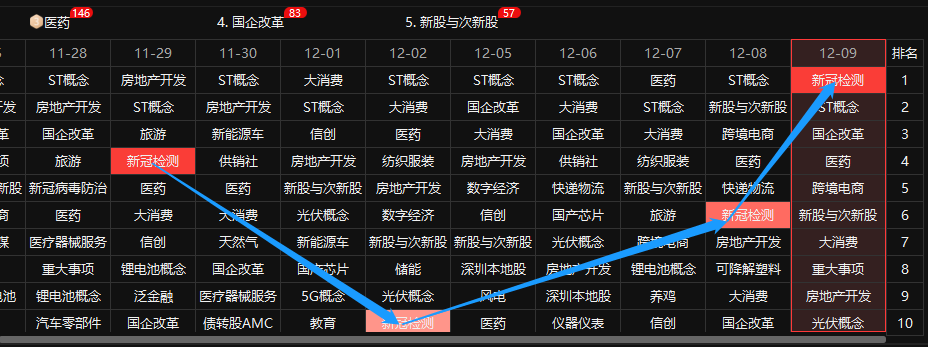 3 医药 146 4. 国企改革 83 5. 新股与次新股 57
11-28 11-29 11-30 12-01 12-02 12-05 12-06 12-07 12-08 12-09 排名
念 ST概念 房地产开发 ST概念 大消费 ST概念 ST概念 ST概念 医药 ST概念 新冠检测 1
开发 房地产开发 ST概念 房地产开发 ST概念 大消费 国企改革 大消费 ST概念 新股与次新股 ST概念 2
革 国企改革 旅游 新能源车 信创 医药 大消费 国企改革 大消费 跨境电商 国企改革 3
项 旅游 新冠检测 供销社 房地产开发 纺织服装 房地产开发 供销社 纺织服装 医药 医药 4
新股 新冠病毒防治 医药 医药 新股与次新股 房地产开发 数字经济 快递物流 新股与次新股 快递物流 跨境电商 5
商 医药 大消费 大消费 光伏概念 数字经济 信创 国产芯片 旅游 新冠检测 新股与次新股 6
医疗器械服务 信创 天然气 新能源车 新股与次新股 新股与次新股 光伏概念 跨境电商 房地产开发 大消费 7
重大事项 锂电池概念 国企改革 国产芯片 储能 深圳本地股 房地产开发 锂电池概念 可降解塑料 重大事项 8
电池 锂电池概念 泛金融 医疗器械服务 5G概念 光伏概念 风电 深圳本地股 养鸡 大消费 房地产开发 9
汽车零部件 国企改革 债转股AMC 教育 新冠检测 医药 仪器仪表 信创 国企改革 光伏概念 10